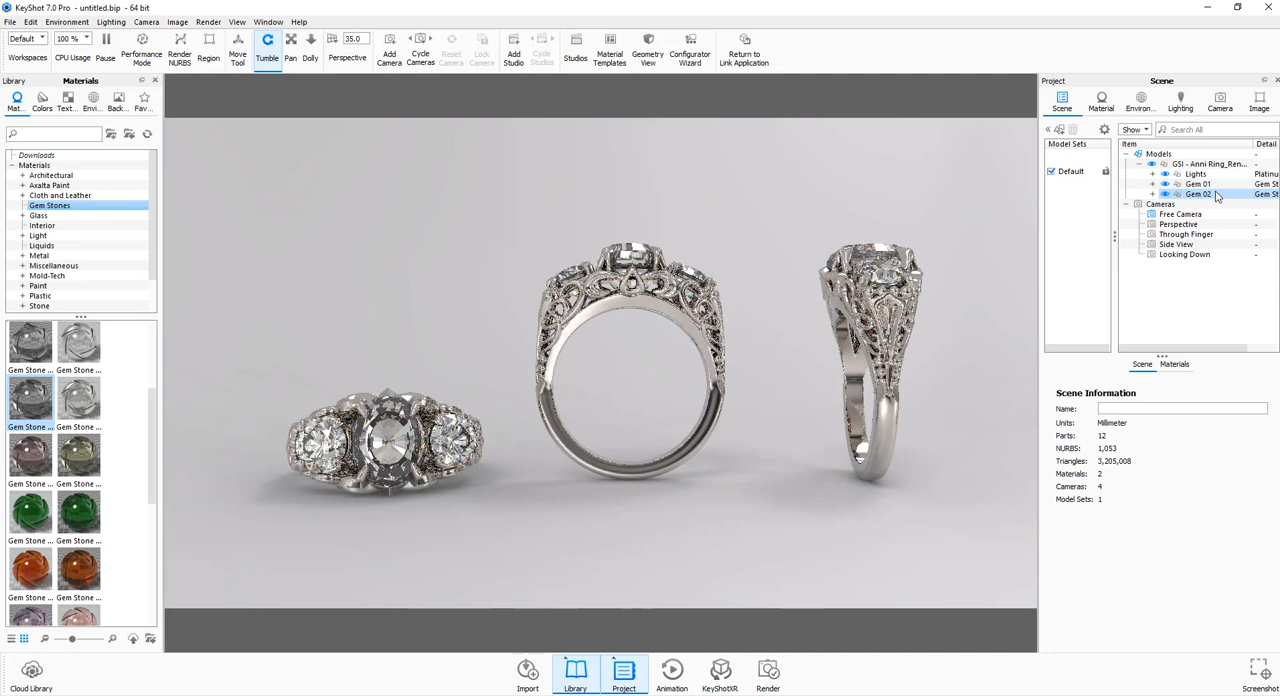 KeyShot 7.0 Pro - untitled.bip - 64 bit
File Edit Environment Lighting Camera Image Render View Window Help
Default 100 % 35.0
Workspaces CPU Usage Pause Performance Mode Render NURBS Region Move Tool Tumble Pan Dolly Perspective Add Camera Cycle Cameras Reset Camera Lock Camera Add Studio Cycle Studios Studios Material Templates Geometry View Configurator Wizard Return to Link Application
Library Materials
Mat... Colors Text... Envi... Back... Fav...
Downloads
Materials
Architectural
Axalta Paint
Cloth and Leather
Gem Stones
Glass
Interior
Light
Liquids
Metal
Miscellaneous
Mold-Tech
Paint
Plastic
Stone
Gem Stone ... Gem Stone ...
Gem Stone ... Gem Stone ...
Gem Stone ... Gem Stone ...
Gem Stone ... Gem Stone ...
Gem Stone ... Gem Stone ...
Project Scene
Scene Material Environ... Lighting Camera Image
Show Search All
Model Sets
Default
Item Detail
Models -
GSI - Anni Ring_Ren... -
Lights Platinu
Gem 01 Gem St
Gem 02 Gem St
Cameras -
Free Camera -
Perspective -
Through Finger -
Side View -
Looking Down -
Scene Materials
Scene Information
Name:
Units: Millimeter
Parts: 12
NURBS: 1,053
Triangles: 3,205,008
Materials: 2
Cameras: 4
Model Sets: 1
Cloud Library Import Library Project Animation KeyShotXR Render Screenshot